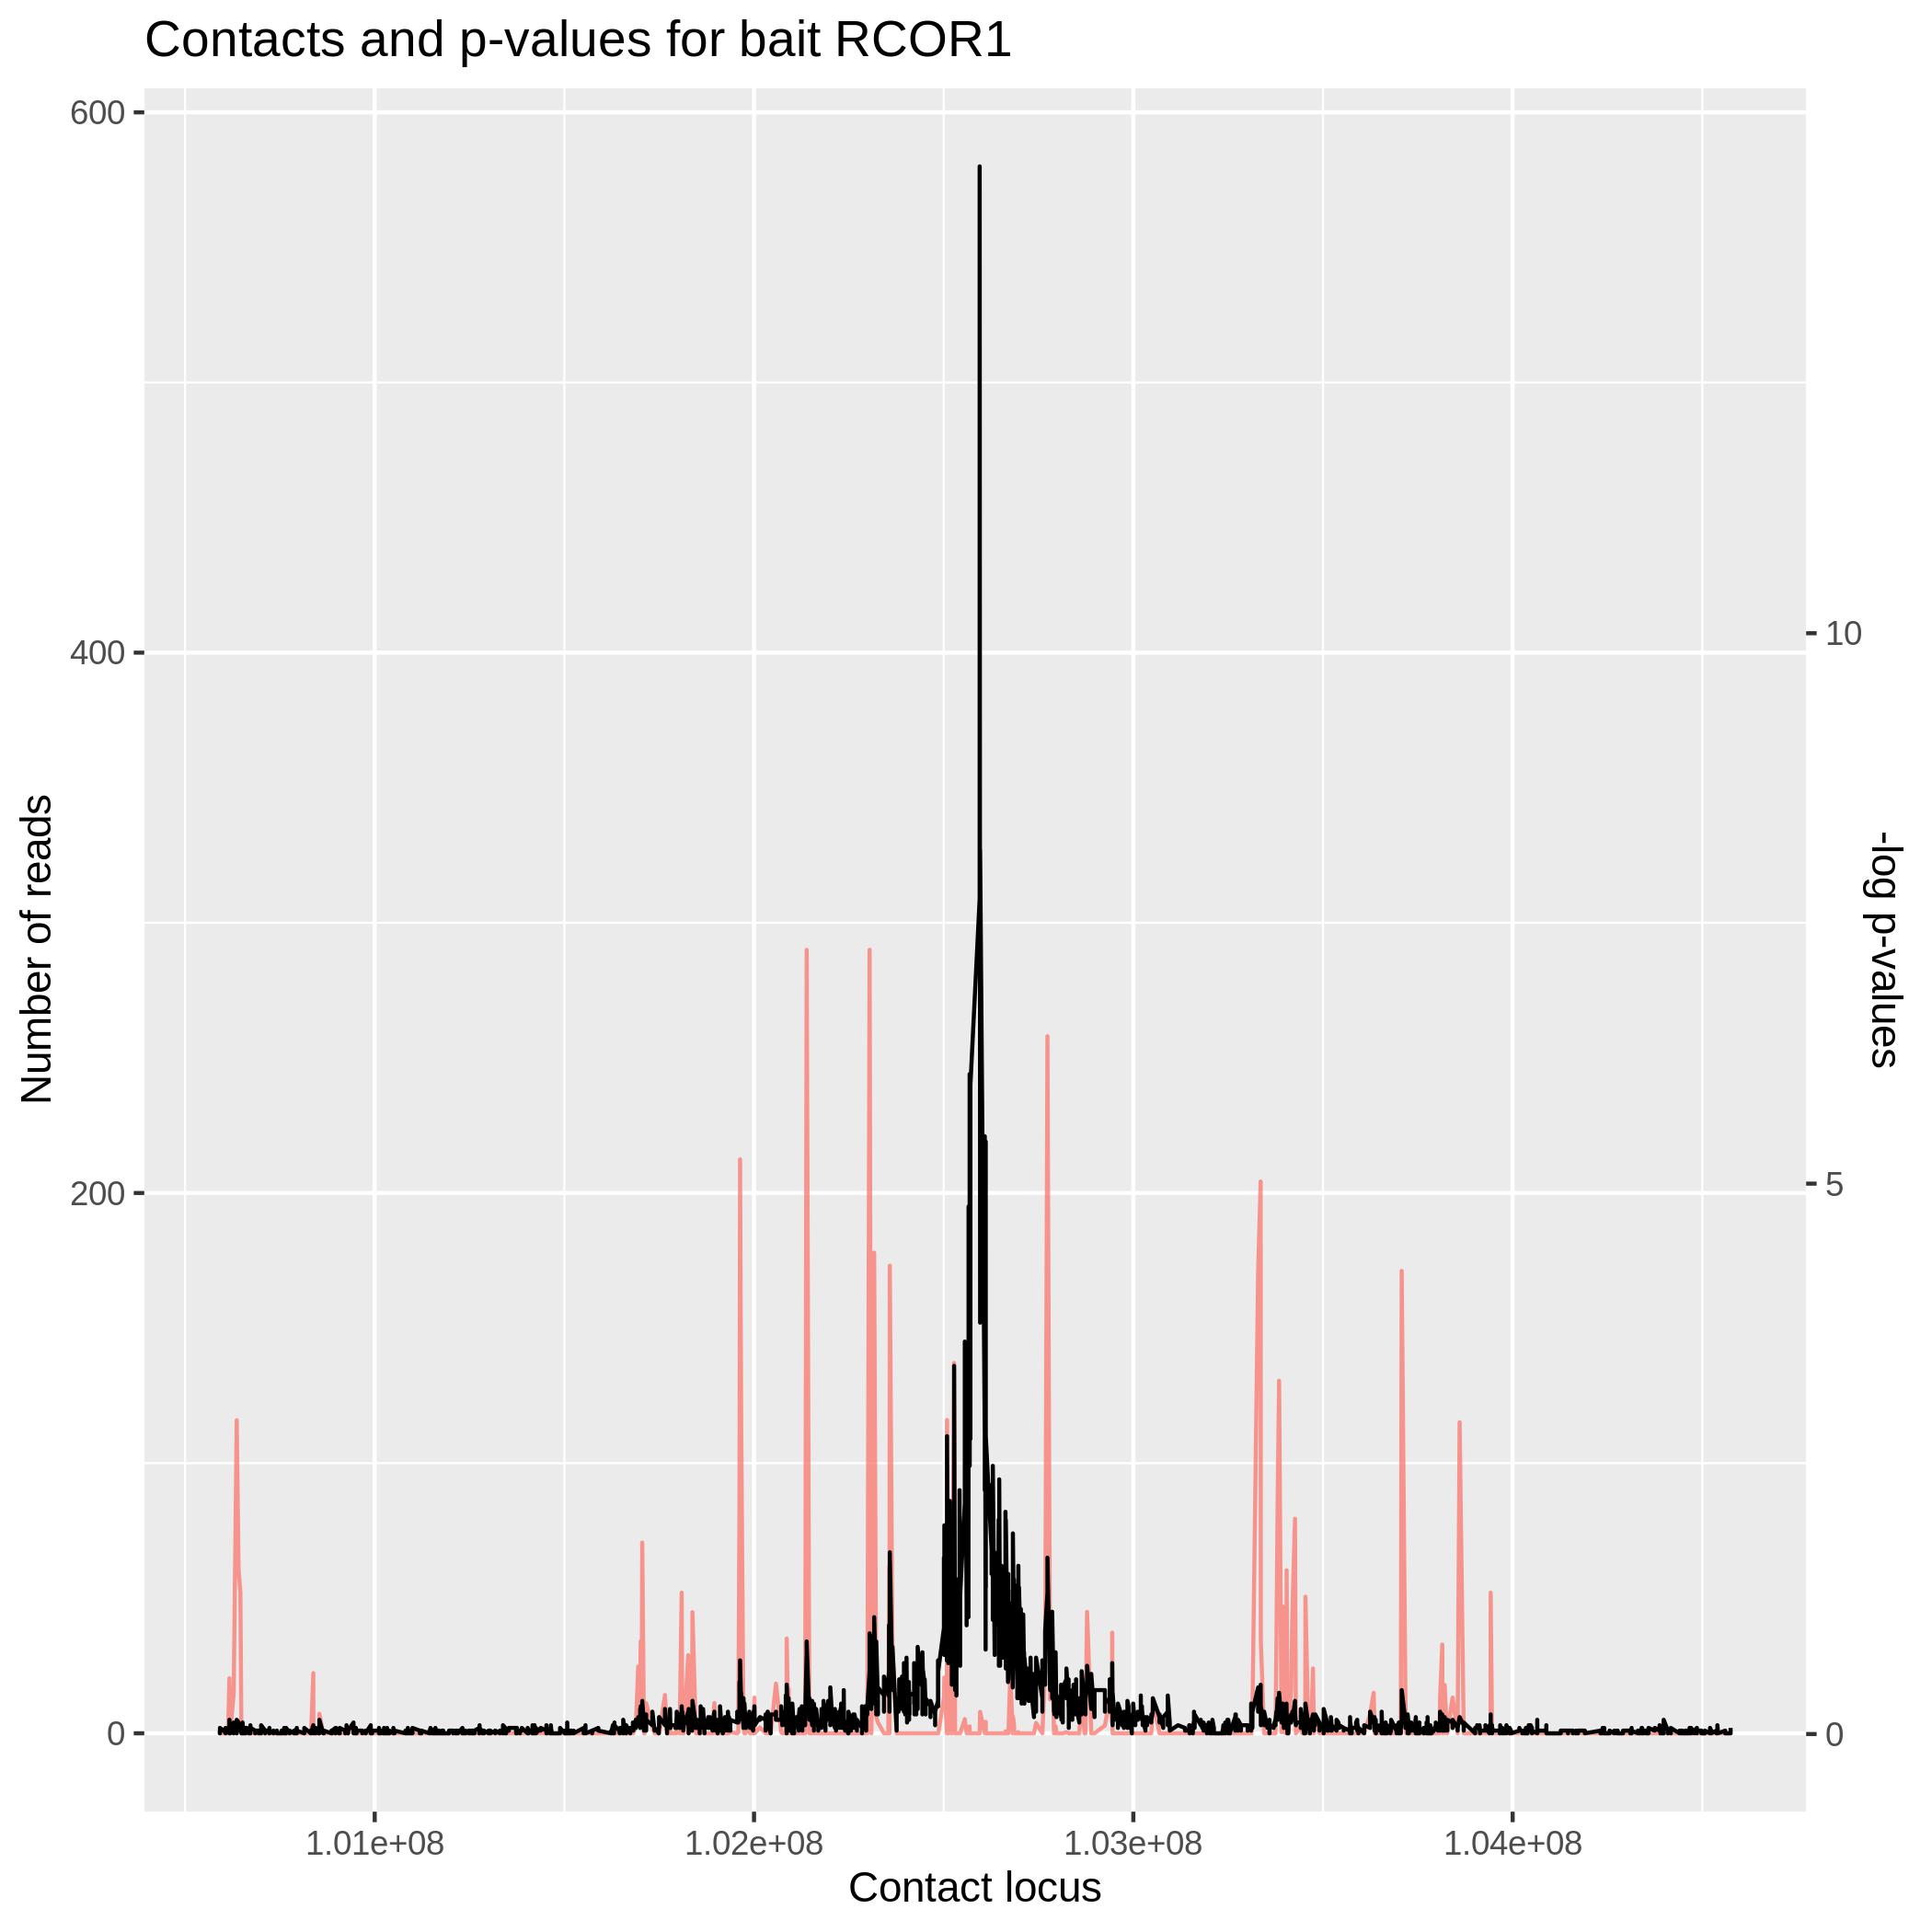 Contacts and p-values for bait RCOR1
600
400
200
0
Number of reads
10
5
0
-log p-values
1.01e+08
1.02e+08
1.03e+08
1.04e+08
Contact locus